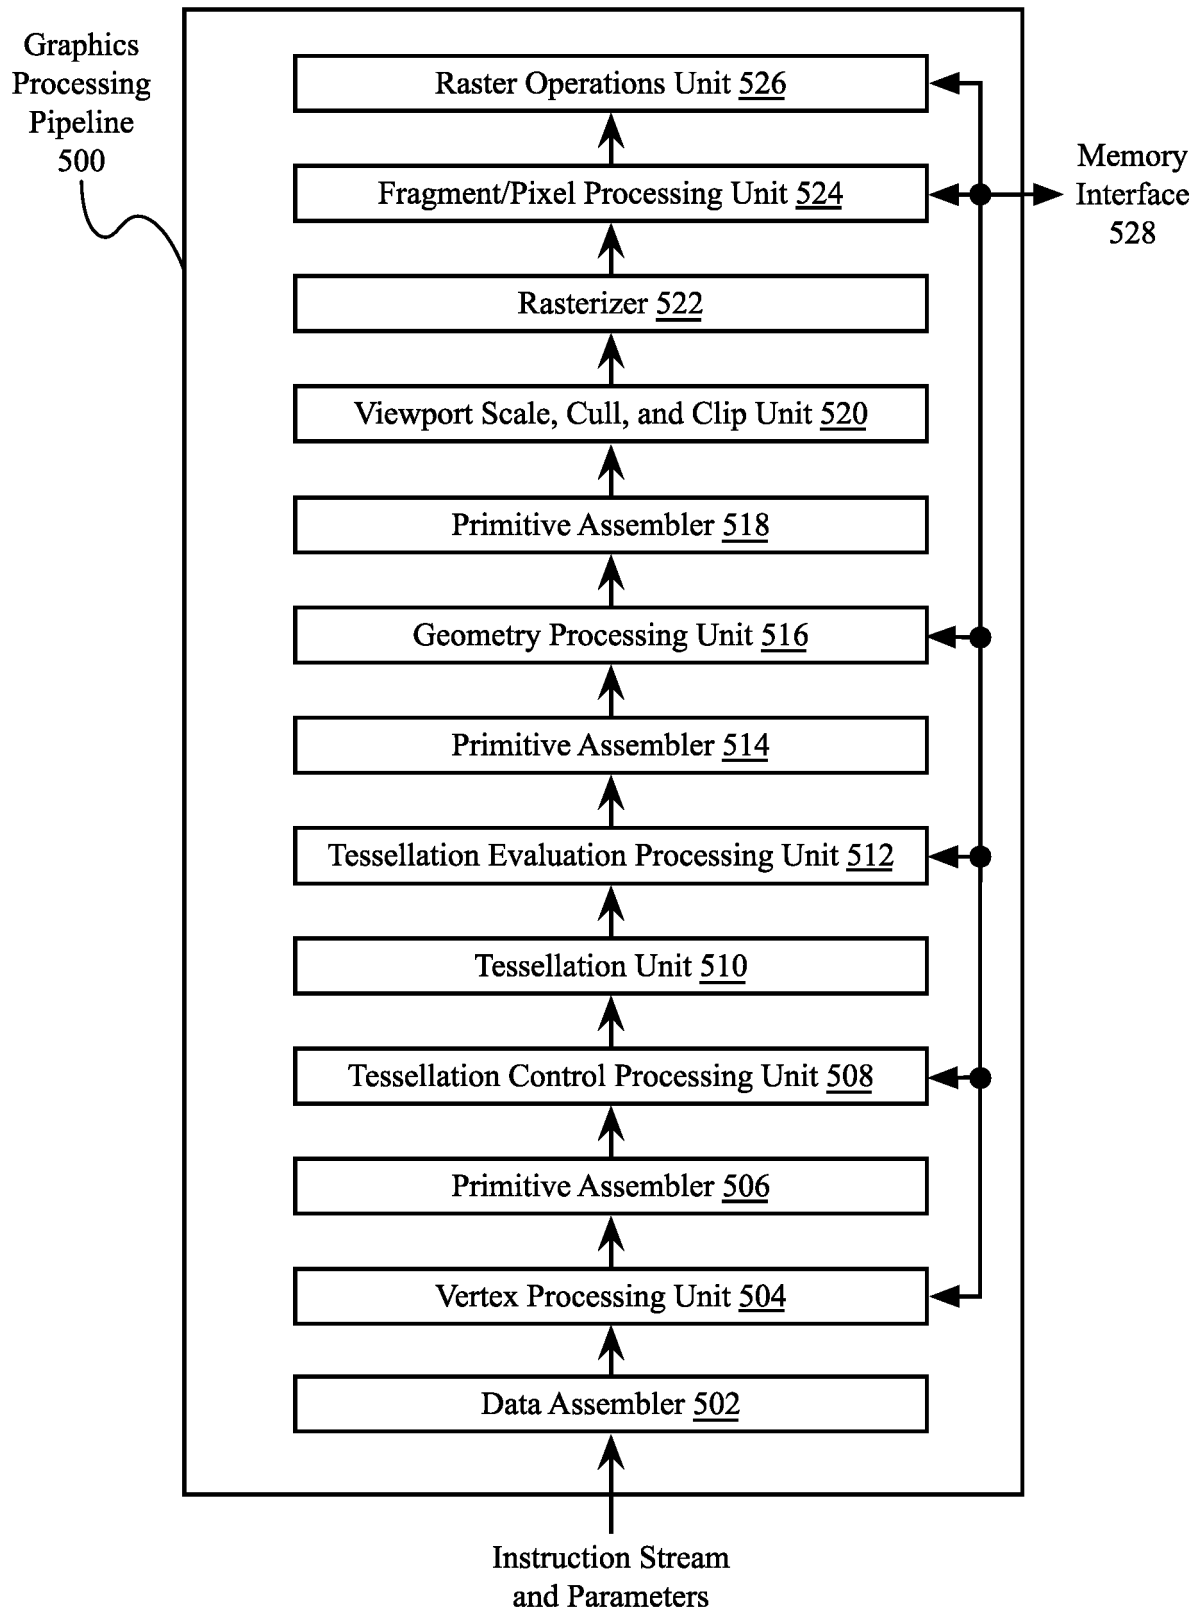 Graphics
Processing
Pipeline
500
Raster Operations Unit 526
Fragment/Pixel Processing Unit 524
Memory
Interface
528
Rasterizer 522
Viewport Scale, Cull, and Clip Unit 520
Primitive Assembler 518
Geometry Processing Unit 516
Primitive Assembler 514
Tessellation Evaluation Processing Unit 512
Tessellation Unit 510
Tessellation Control Processing Unit 508
Primitive Assembler 506
Vertex Processing Unit 504
Data Assembler 502
Instruction Stream
and Parameters